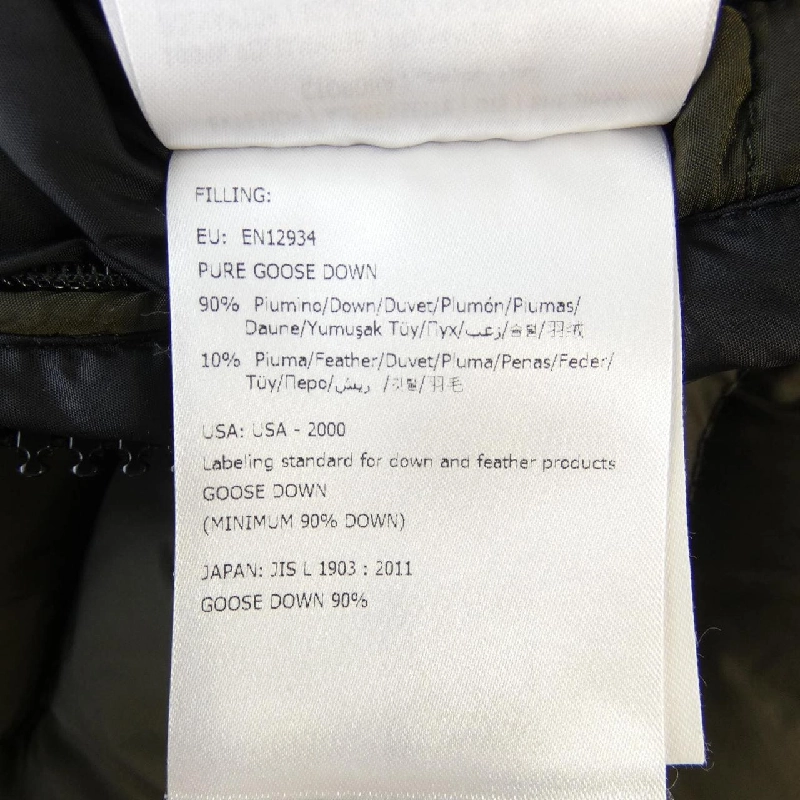 FILLING:
EU: EN12934
PURE GOOSE DOWN
90% Piumino/Down/Duvet/Plumón/Plumas/
Daune/Yumuşak Tüy/Пух/زغب/솜털/羽绒
10% Piuma/Feather/Duvet/Pluma/Penas/Feder/
Tüy/Перо/ريش /깃털/羽毛
USA: USA - 2000
Labeling standard for down and feather products
GOOSE DOWN
(MINIMUM 90% DOWN)
JAPAN: JIS L 1903 : 2011
GOOSE DOWN 90%